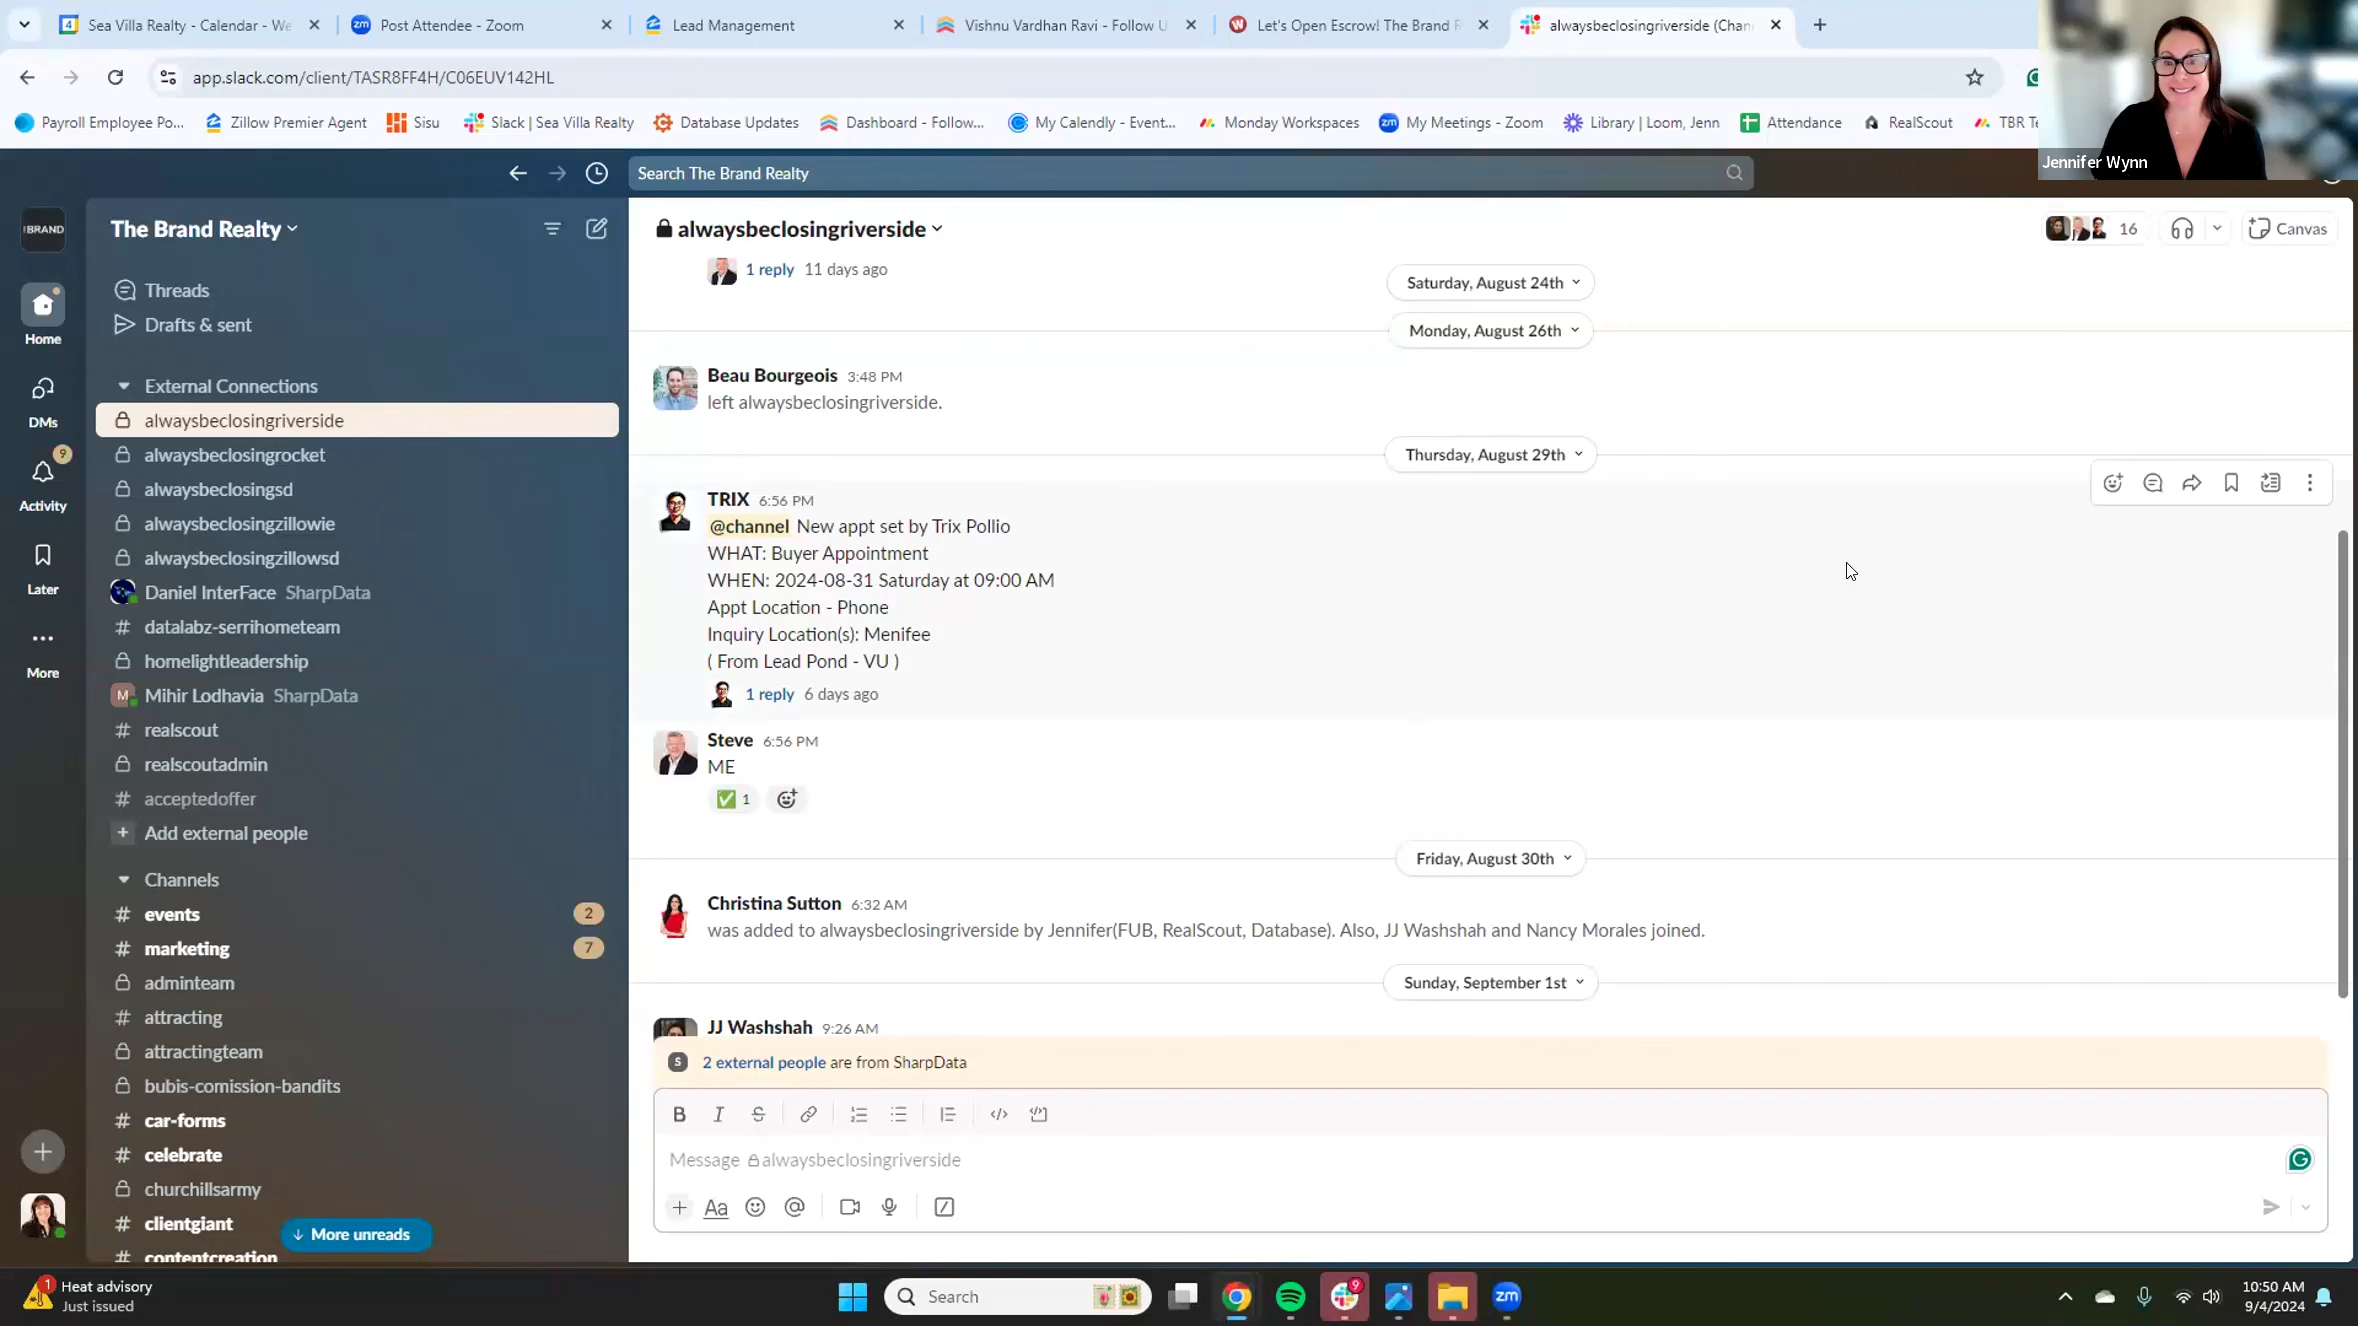 Sea Villa Realty - Calendar - We
Post Attendee - Zoom
Lead Management
Vishnu Vardhan Ravi - Follow U
Let's Open Escrow! The Brand R
alwaysbeclosingriverside (Chan
app.slack.com/client/TASR8FF4H/C06EUV142HL
Payroll Employee Po...
Zillow Premier Agent
Sisu
Slack | Sea Villa Realty
Database Updates
Dashboard - Follow...
My Calendly - Event...
Monday Workspaces
My Meetings - Zoom
Library | Loom, Jenn
Attendance
RealScout
TBR Te
Jennifer Wynn
Search The Brand Realty
BRAND
Home
DMs
9
Activity
Later
More
The Brand Realty
Threads
Drafts & sent
External Connections
alwaysbeclosingriverside
alwaysbeclosingrocket
alwaysbeclosingsd
alwaysbeclosingzillowie
alwaysbeclosingzillowsd
Daniel InterFace SharpData
# datalabz-serrihometeam
homelightleadership
M Mihir Lodhavia SharpData
# realscout
realscoutadmin
# acceptedoffer
+ Add external people
Channels
# events 2
# marketing 7
adminteam
# attracting
attractingteam
bubis-comission-bandits
# car-forms
# celebrate
churchillsarmy
# clientgiant
↓ More unreads
# contentcreation
alwaysbeclosingriverside
16
Canvas
1 reply 11 days ago
Saturday, August 24th
Monday, August 26th
Beau Bourgeois 3:48 PM
left alwaysbeclosingriverside.
Thursday, August 29th
TRIX 6:56 PM
@channel New appt set by Trix Pollio
WHAT: Buyer Appointment
WHEN: 2024-08-31 Saturday at 09:00 AM
Appt Location - Phone
Inquiry Location(s): Menifee
( From Lead Pond - VU )
1 reply 6 days ago
Steve 6:56 PM
ME
✅ 1
Friday, August 30th
Christina Sutton 6:32 AM
was added to alwaysbeclosingriverside by Jennifer(FUB, RealScout, Database). Also, JJ Washshah and Nancy Morales joined.
Sunday, September 1st
JJ Washshah 9:26 AM
S 2 external people are from SharpData
B I S
Message alwaysbeclosingriverside
Aa
1
Heat advisory
Just issued
Search
9
zm
10:50 AM
9/4/2024